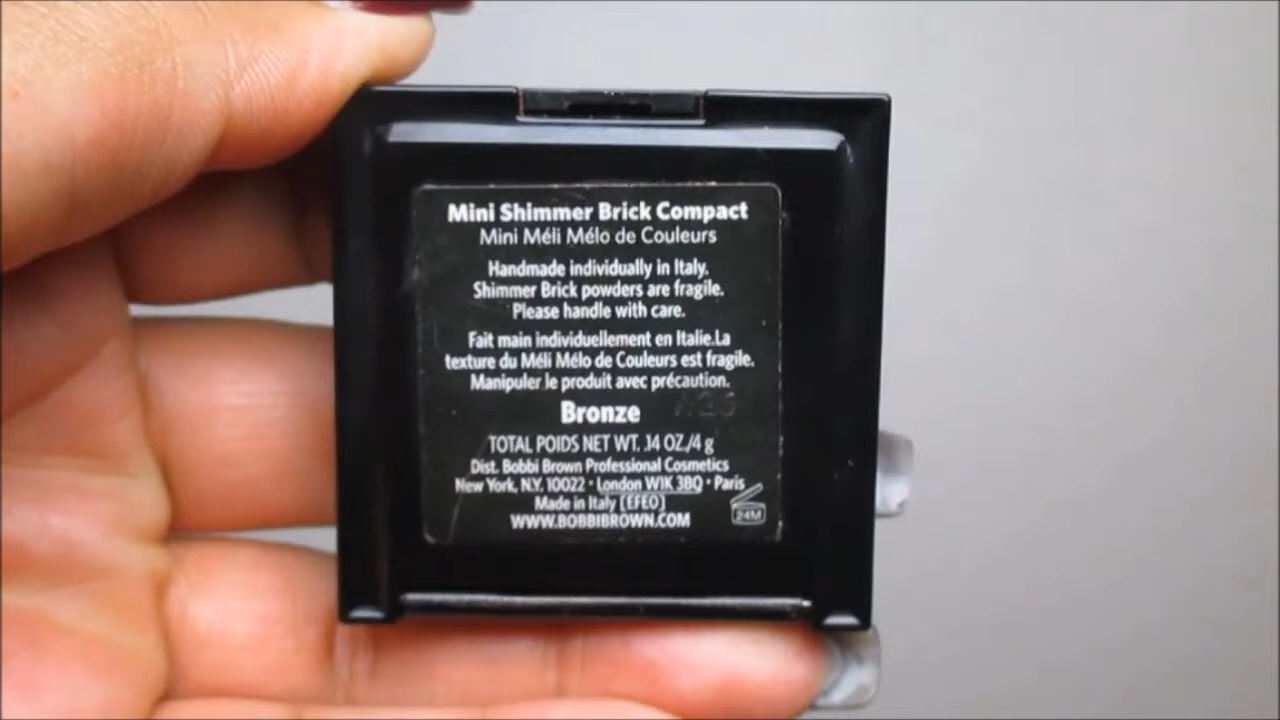 Mini Shimmer Brick Compact
Mini Méli Mélo de Couleurs
Handmade individually in Italy.
Shimmer Brick powders are fragile.
Please handle with care.
Fait main individuellement en Italie.La
texture du Méli Mélo de Couleurs est fragile.
Manipuler le produit avec précaution.
Bronze
TOTAL POIDS NET WT. .14 OZ./4 g
Dist. Bobbi Brown Professional Cosmetics
New York, N.Y. 10022 • London W1K 3BQ • Paris
Made in Italy [EFEO]
WWW.BOBBIBROWN.COM
24M